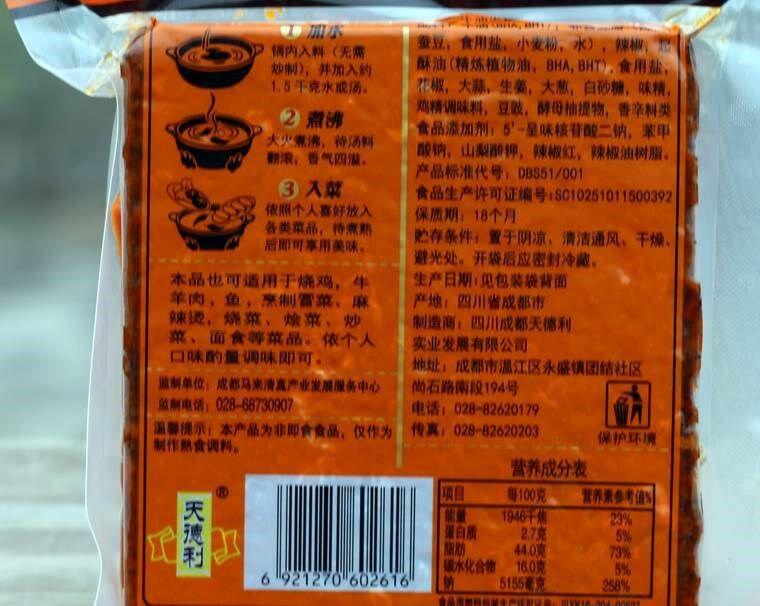 1 加水
锅内入料（无需
炒制），并加入约
1.5千克水或汤。
2 煮沸
大火煮沸，待汤料
翻滚，香气四溢。
3 入菜
依照个人喜好放入
各类菜品，待煮熟
后即可享用美味。
本品也可适用于烧鸡，牛
羊肉，鱼，烹制冒菜、麻
辣烫，烧菜、烩菜、炒
菜、面食等菜品。依个人
口味酌量调味即可。
监制单位：成都马来清真产业发展服务中心
监制电话：028-68730907
温馨提示：本产品为非即食食品，仅作为
制作熟食调料。
天德利
®
6 921270 602616
蚕豆，食用盐，小麦粉，水），辣椒，起
酥油(精炼植物油，BHA,BHT)，食用盐，
花椒，大蒜，生姜，大葱，白砂糖，味精，
鸡精调味料，豆豉，酵母抽提物，香辛料类
食品添加剂：5'-呈味核苷酸二钠，苯甲
酸钠，山梨酸钾，辣椒红，辣椒油树脂。
产品标准代号：DBS51/001
食品生产许可证编号:SC10251011500392
保质期：18个月
贮存条件：置于阴凉、清洁通风、干燥、
避光处。开袋后应密封冷藏。
生产日期:见包装袋背面
产地：四川省成都市
制造商：四川成都天德利
实业发展有限公司
地址：成都市温江区永盛镇团结社区
尚石路南段194号
电话：028-82620179
传真：028-82620203
保护环境
营养成分表
项目 每100克 营养素参考值%
能量 1946千焦 23%
蛋白质 2.7克 5%
脂肪 44.0克 73%
碳水化合物 16.0克 5%
钠 5155毫克 258%